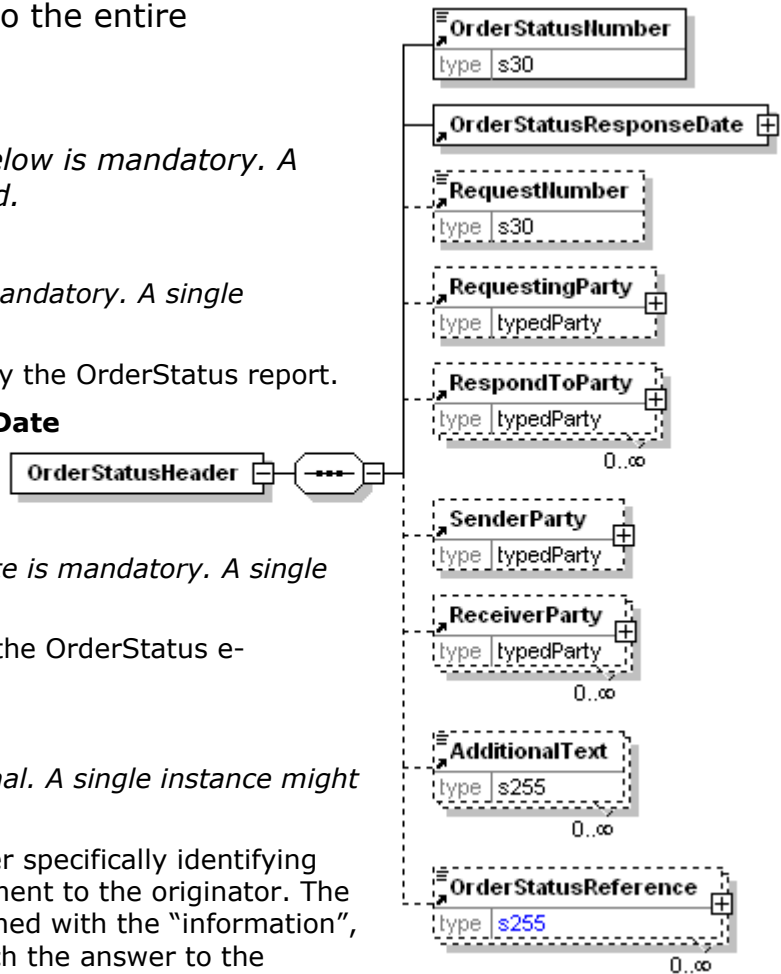 o the entire
elow is mandatory. A
d.
andatory. A single
y the OrderStatus report.
Date
e is mandatory. A single
the OrderStatus e-
al. A single instance might
r specifically identifying
ment to the originator. The
ned with the “information”,
h the answer to the
OrderStatusHeader
OrderStatusNumber
type s30
OrderStatusResponseDate
RequestNumber
type s30
RequestingParty
type typedParty
RespondToParty
type typedParty
0..∞
SenderParty
type typedParty
ReceiverParty
type typedParty
0..∞
AdditionalText
type s255
0..∞
OrderStatusReference
type s255
0..∞